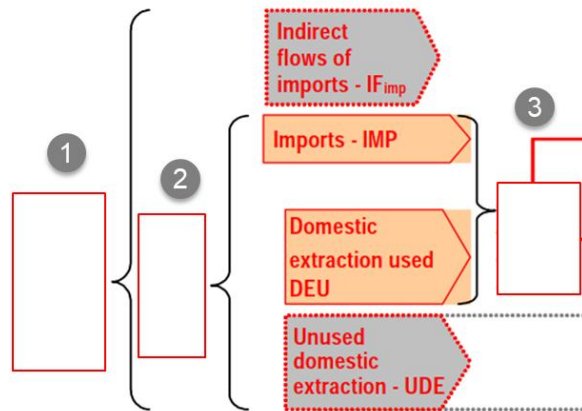 Indirect
flows of
imports - IFimp
3
Imports - IMP
1
2
Domestic
extraction used
DEU
Unused
domestic
extraction - UDE